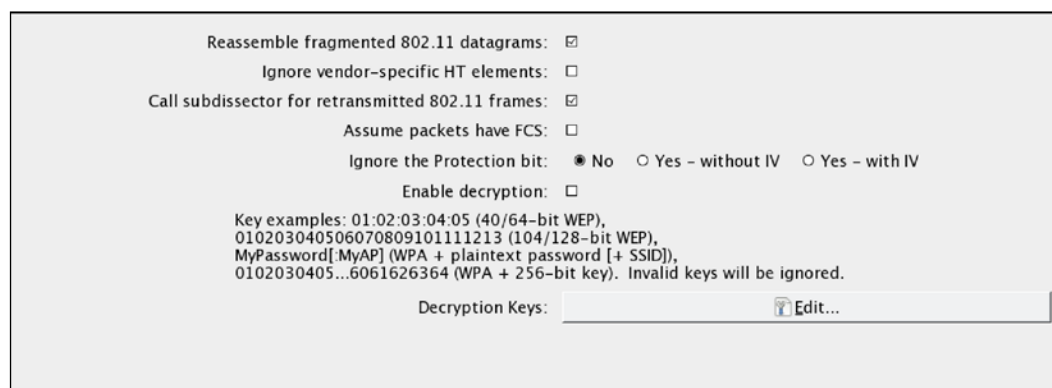 Reassemble fragmented 802.11 datagrams:
Ignore vendor-specific HT elements:
Call subdissector for retransmitted 802.11 frames:
Assume packets have FCS:
Ignore the Protection bit: No Yes - without IV Yes - with IV
Enable decryption:
Key examples: 01:02:03:04:05 (40/64-bit WEP),
010203040506070809101111213 (104/128-bit WEP),
MyPassword[:MyAP] (WPA + plaintext password [+ SSID]),
0102030405...6061626364 (WPA + 256-bit key). Invalid keys will be ignored.
Decryption Keys: Edit...